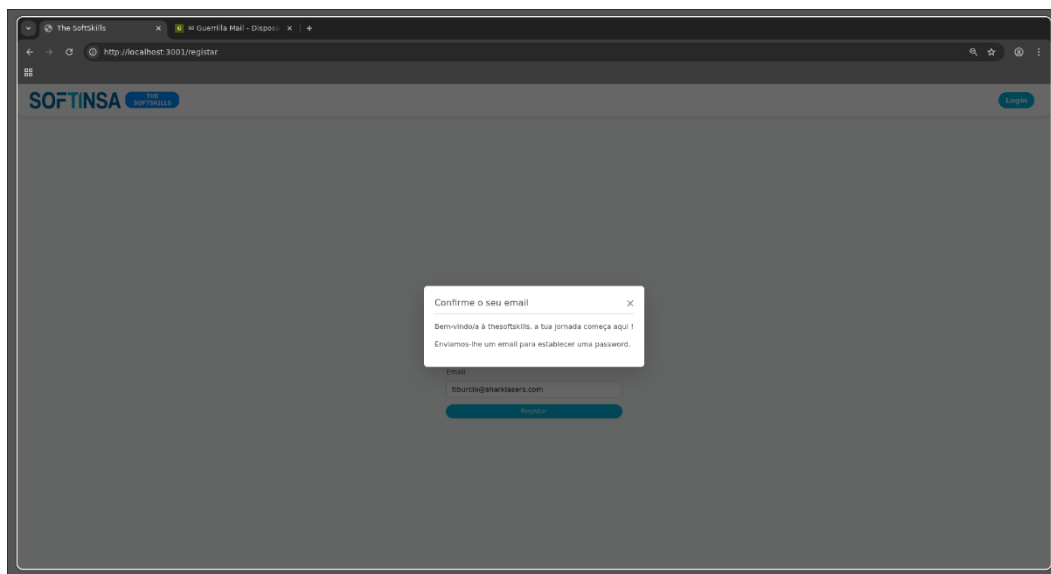 The SoftSkills
Guerrilla Mail - Dispos
http://localhost:3001/registar
SOFTINSA
THE
SOFTSKILLS
Login
Confirme o seu email
Bem-vindo/a à thesoftskills, a tua jornada começa aqui !
Enviamos-lhe um email para establecer uma password.
Email
tiburcio@sharklasers.com